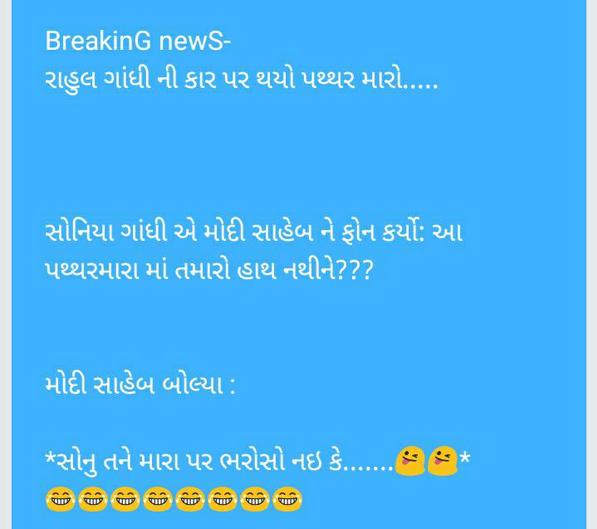 BreakinG newS-
રાહુલ ગાંધી ની કાર પર થયો પથ્થર મારો.....
સોનિયા ગાંધી એ મોદી સાહેબ ને ફોન કર્યો: આ
પથ્થરમારા માં તમારો હાથ નથીને???
મોદી સાહેબ બોલ્યા :
*સોનુ તને મારા પર ભરોસો નઇ કે.......😜😜*
😂😂😂😂😂😂😂😂